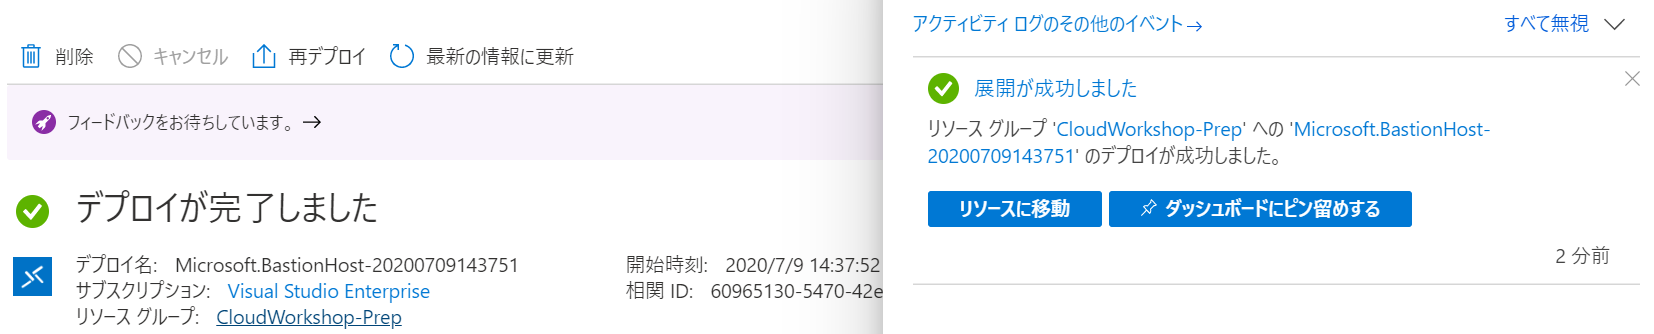 削除 キャンセル 再デプロイ 最新の情報に更新
フィードバックをお待ちしています。 →
デプロイが完了しました
デプロイ名: Microsoft.BastionHost-20200709143751
サブスクリプション: Visual Studio Enterprise
リソース グループ: CloudWorkshop-Prep
開始時刻: 2020/7/9 14:37:52
相関 ID: 60965130-5470-42e
アクティビティ ログのその他のイベント→ すべて無視
展開が成功しました
リソース グループ 'CloudWorkshop-Prep' への 'Microsoft.BastionHost-
20200709143751' のデプロイが成功しました。
リソースに移動 ダッシュボードにピン留めする
2 分前